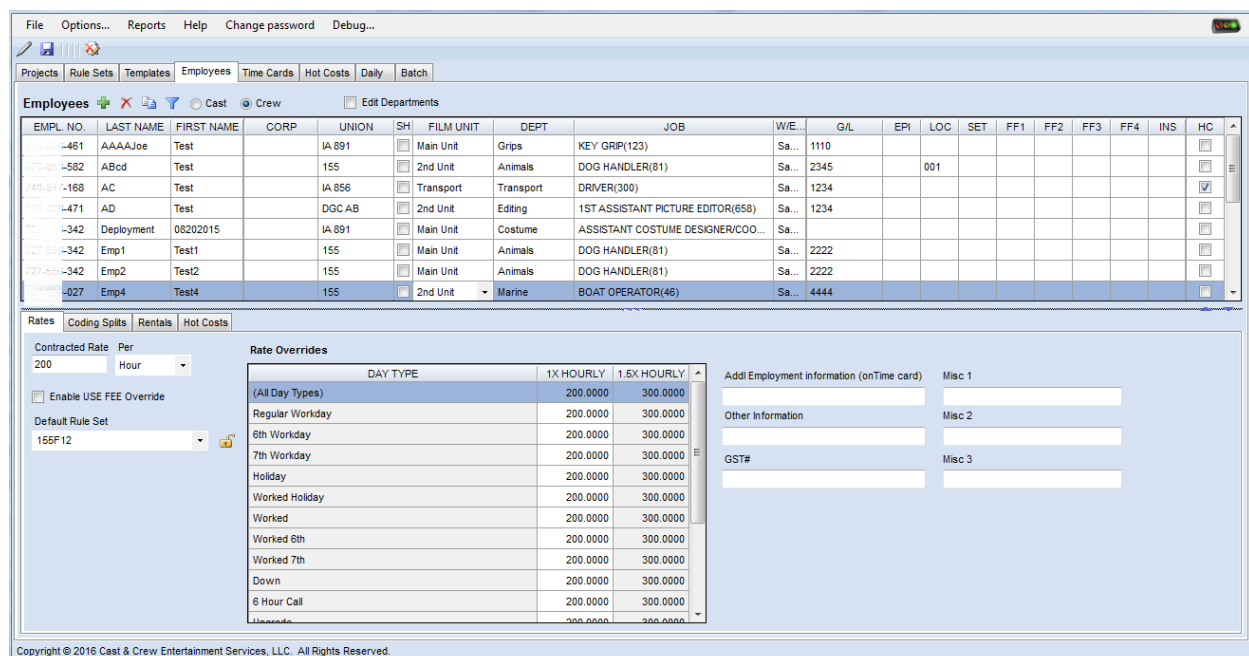 File Options... Reports Help Change password Debug...
Projects Rule Sets Templates Employees Time Cards Hot Costs Daily Batch
Employees Cast Crew Edit Departments
EMPL. NO. LAST NAME FIRST NAME CORP UNION SH FILM UNIT DEPT JOB W/E... G/L EPI LOC SET FF1 FF2 FF3 FF4 INS HC
-461 AAAAJoe Test IA 891 Main Unit Grips KEY GRIP(123) Sa... 1110
-582 ABcd Test 155 2nd Unit Animals DOG HANDLER(81) Sa... 2345 001
-168 AC Test IA 856 Transport Transport DRIVER(300) Sa... 1234
-471 AD Test DGC AB 2nd Unit Editing 1ST ASSISTANT PICTURE EDITOR(658) Sa... 1234
-342 Deployment 08202015 IA 891 Main Unit Costume ASSISTANT COSTUME DESIGNER/COO... Sa...
-342 Emp1 Test1 155 Main Unit Animals DOG HANDLER(81) Sa... 2222
-342 Emp2 Test2 155 Main Unit Animals DOG HANDLER(81) Sa... 2222
-027 Emp4 Test4 155 2nd Unit Marine BOAT OPERATOR(46) Sa... 4444
Rates Coding Splits Rentals Hot Costs
Contracted Rate Per
200 Hour
Enable USE FEE Override
Default Rule Set
155F12
Rate Overrides
DAY TYPE 1X HOURLY 1.5X HOURLY
(All Day Types) 200.0000 300.0000
Regular Workday 200.0000 300.0000
6th Workday 200.0000 300.0000
7th Workday 200.0000 300.0000
Holiday 200.0000 300.0000
Worked Holiday 200.0000 300.0000
Worked 200.0000 300.0000
Worked 6th 200.0000 300.0000
Worked 7th 200.0000 300.0000
Down 200.0000 300.0000
6 Hour Call 200.0000 300.0000
Upgrade 200.0000 300.0000
Addl Employment information (onTime card) Misc 1
Other Information Misc 2
GST# Misc 3
Copyright © 2016 Cast & Crew Entertainment Services, LLC. All Rights Reserved.